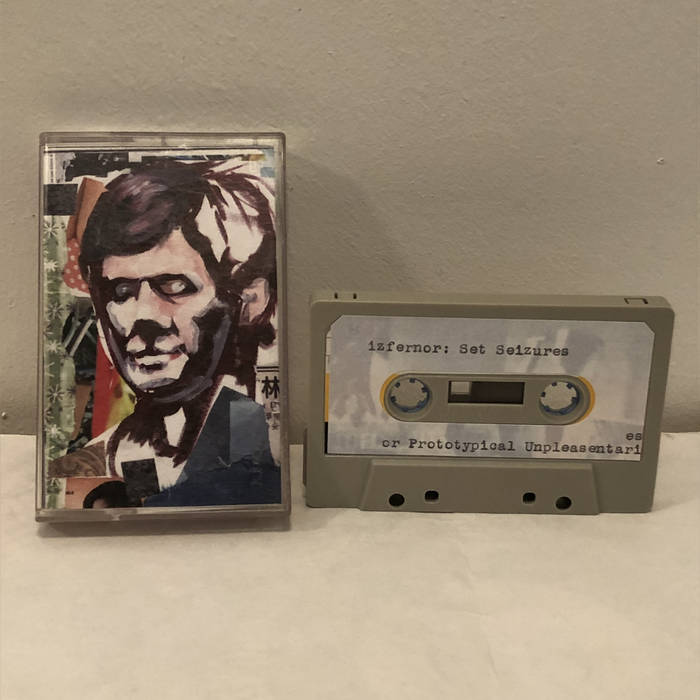 林
izfernor: Set Seizures
es
or Prototypical Unpleasentari